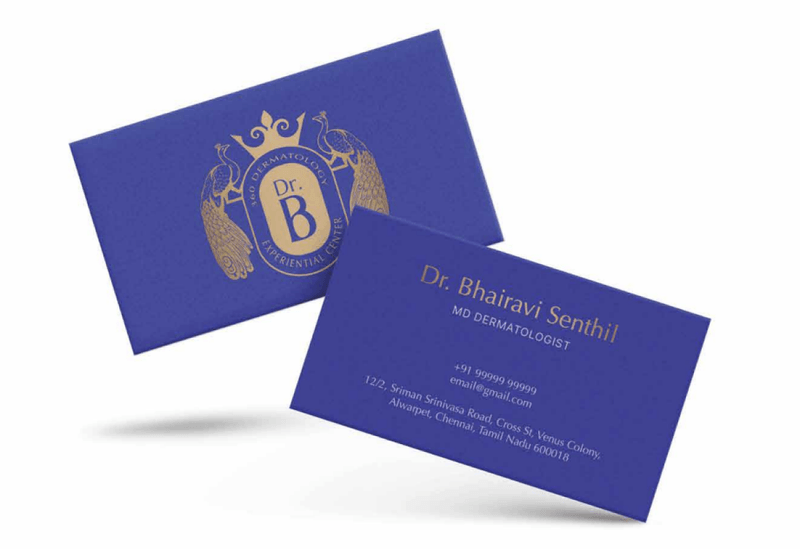 360 DERMATOLOGY
Dr.
B
EXPERIENTIAL CENTER
Dr. Bhairavi Senthil
MD DERMATOLOGIST
+91 99999 99999
email@gmail.com
12/2, Sriman Srinivasa Road, Cross St, Venus Colony,
Alwarpet, Chennai, Tamil Nadu 600018